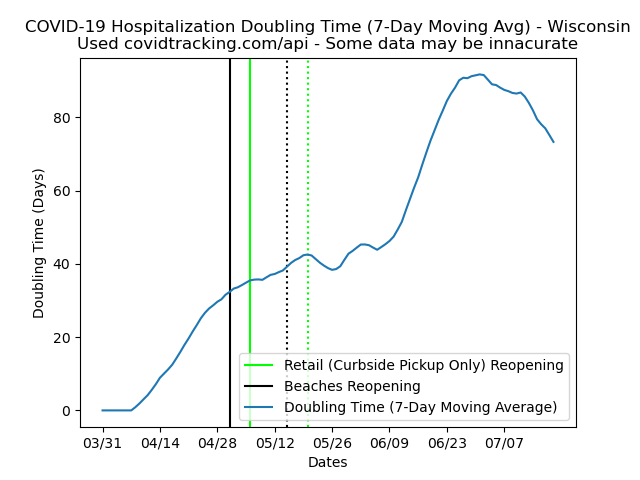 COVID-19 Hospitalization Doubling Time (7-Day Moving Avg) - Wisconsin
Used covidtracking.com/api - Some data may be innacurate
Doubling Time (Days)
80
60
40
20
0
Retail (Curbside Pickup Only) Reopening
Beaches Reopening
Doubling Time (7-Day Moving Average)
03/31 04/14 04/28 05/12 05/26 06/09 06/23 07/07
Dates